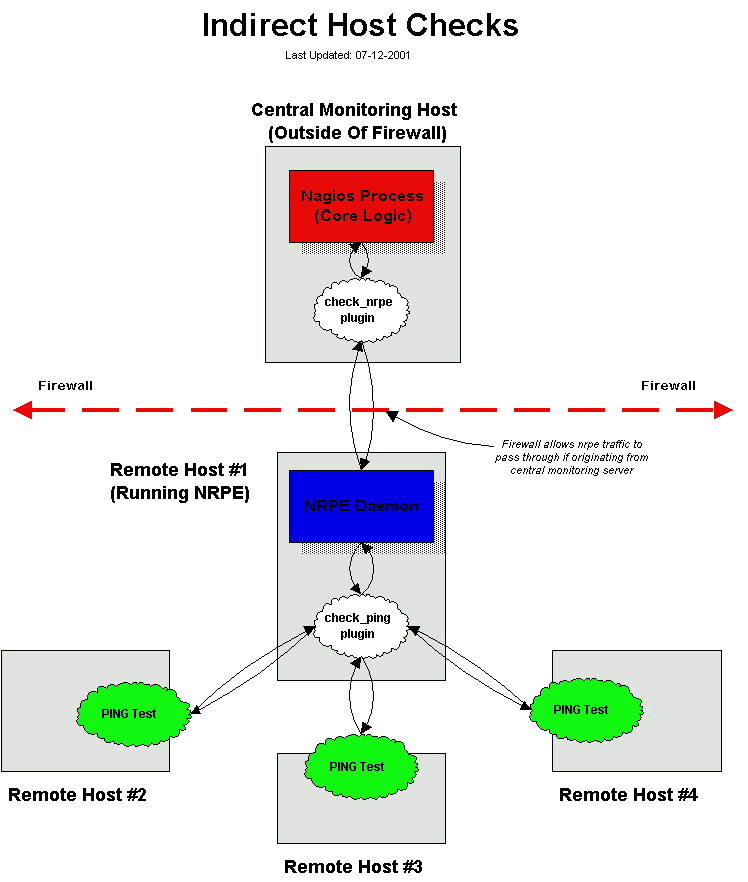 Indirect Host Checks
Last Updated: 07-12-2001
Central Monitoring Host
(Outside Of Firewall)
Nagios Process
(Core Logic)
check_nrpe
plugin
Firewall
Firewall
Firewall allows nrpe traffic to
pass through if originating from
central monitoring server
Remote Host #1
(Running NRPE)
NRPE Daemon
check_ping
plugin
PING Test
PING Test
PING Test
Remote Host #2
Remote Host #4
Remote Host #3